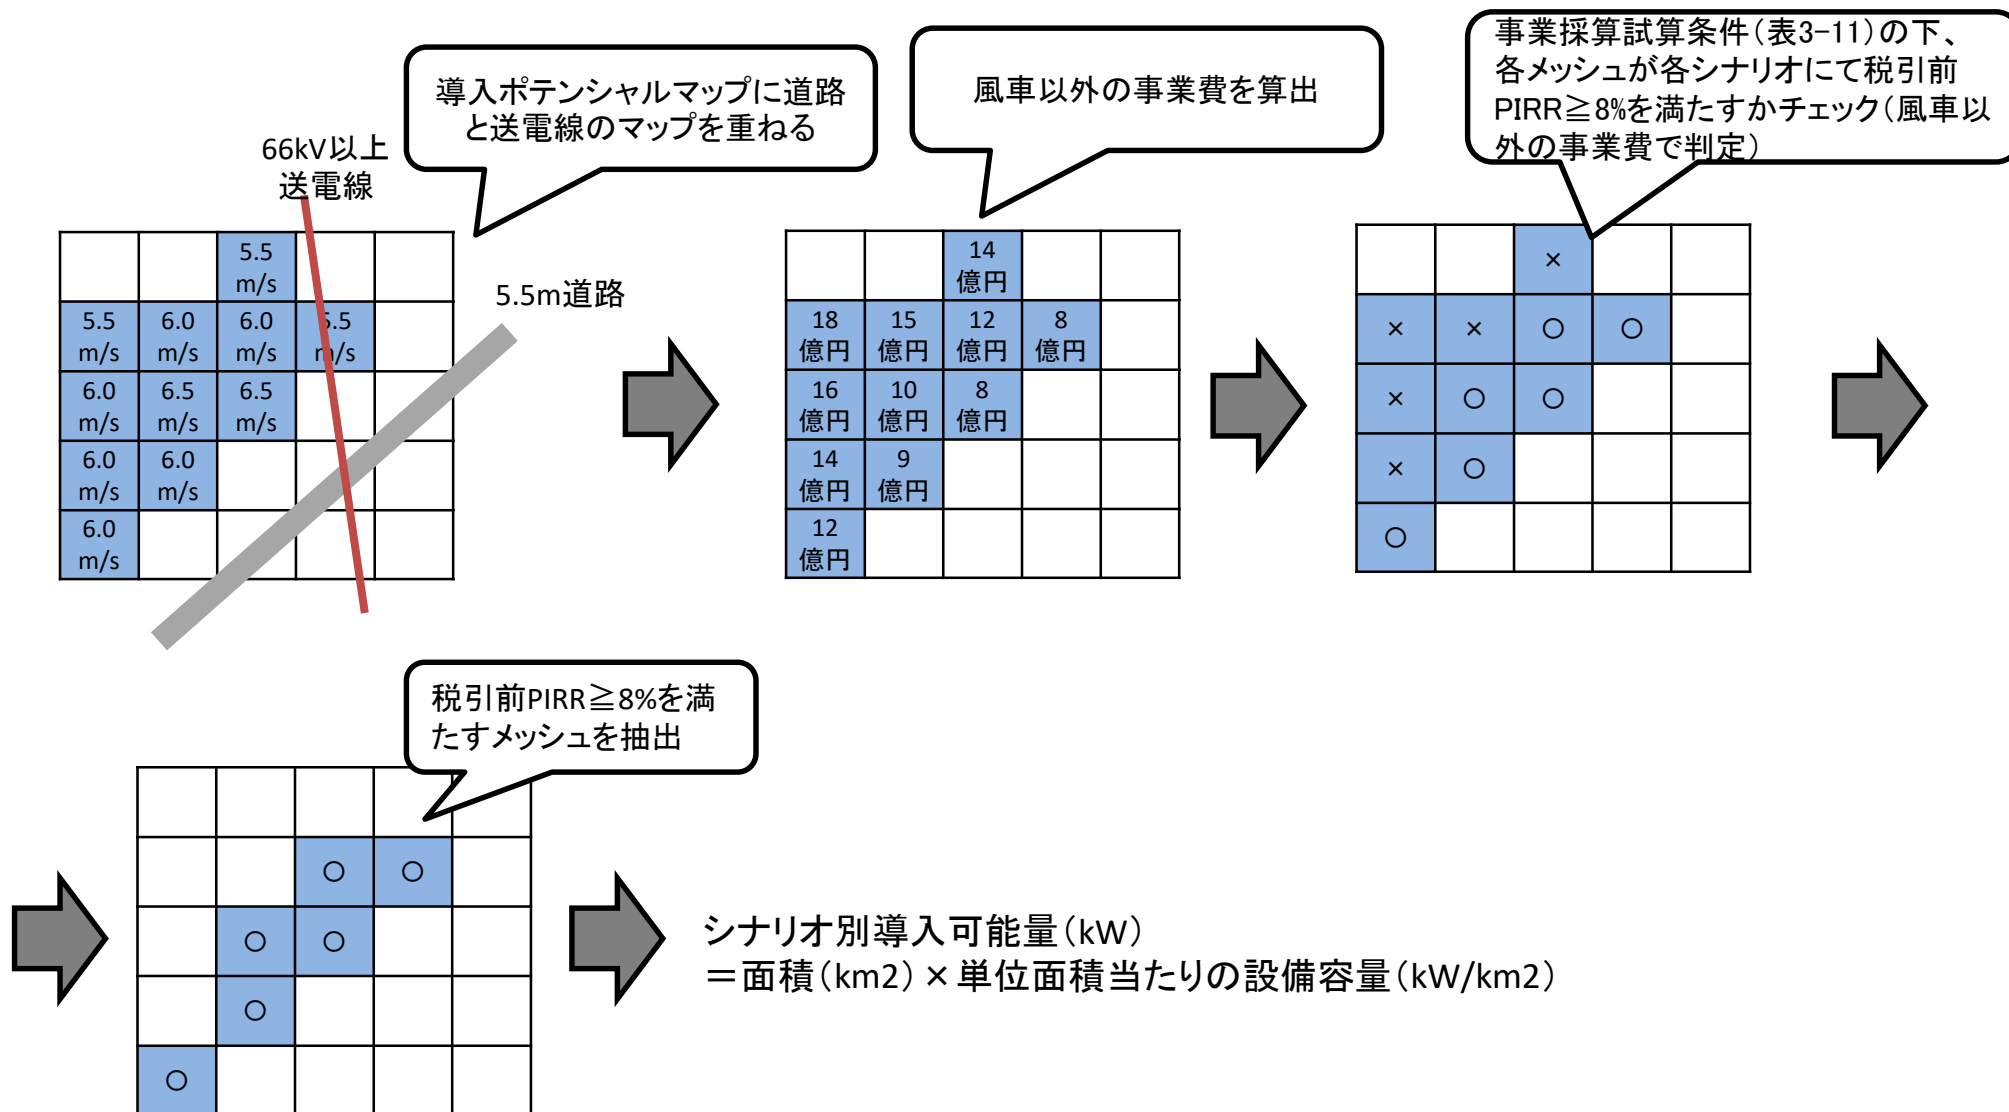 導入ポテンシャルマップに道路
と送電線のマップを重ねる
風車以外の事業費を算出
事業採算試算条件（表3-11）の下、
各メッシュが各シナリオにて税引前
PIRR≧8%を満たすかチェック（風車以
外の事業費で判定）
66kV以上
送電線
5.5m道路
5.5
m/s
5.5 6.0 6.0 5.5
m/s m/s m/s m/s
6.0 6.5 6.5
m/s m/s m/s
6.0 6.0
m/s m/s
6.0
m/s
14
億円
18 15 12 8
億円 億円 億円 億円
16 10 8
億円 億円 億円
14 9
億円 億円
12
億円
×
× × ○ ○
× ○ ○
× ○
○
税引前PIRR≧8%を満
たすメッシュを抽出
○ ○
○ ○
○
○
シナリオ別導入可能量（kW）
＝面積（km2）×単位面積当たりの設備容量（kW/km2）